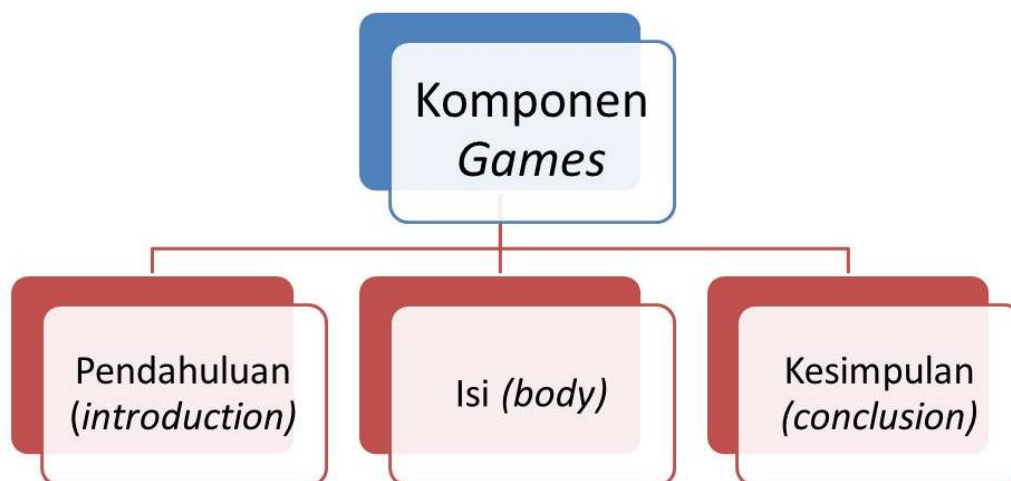 Komponen
Games
Pendahuluan
(introduction)
Isi (body)
Kesimpulan
(conclusion)